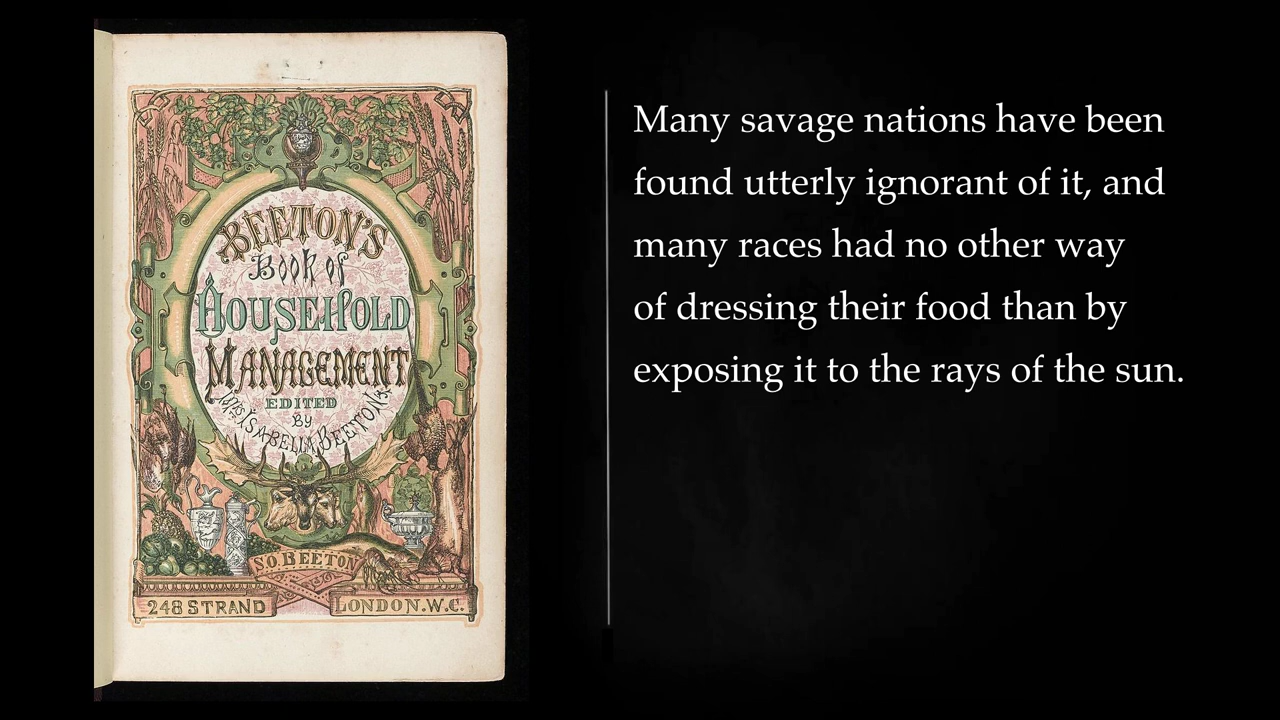 BEETON'S
Book of
HOUSEHOLD
MANAGEMENT
EDITED
BY
MRS ISABELLA BEETON.
S.O. BEETON
248 STRAND
LONDON. W.C.
Many savage nations have been
found utterly ignorant of it, and
many races had no other way
of dressing their food than by
exposing it to the rays of the sun.